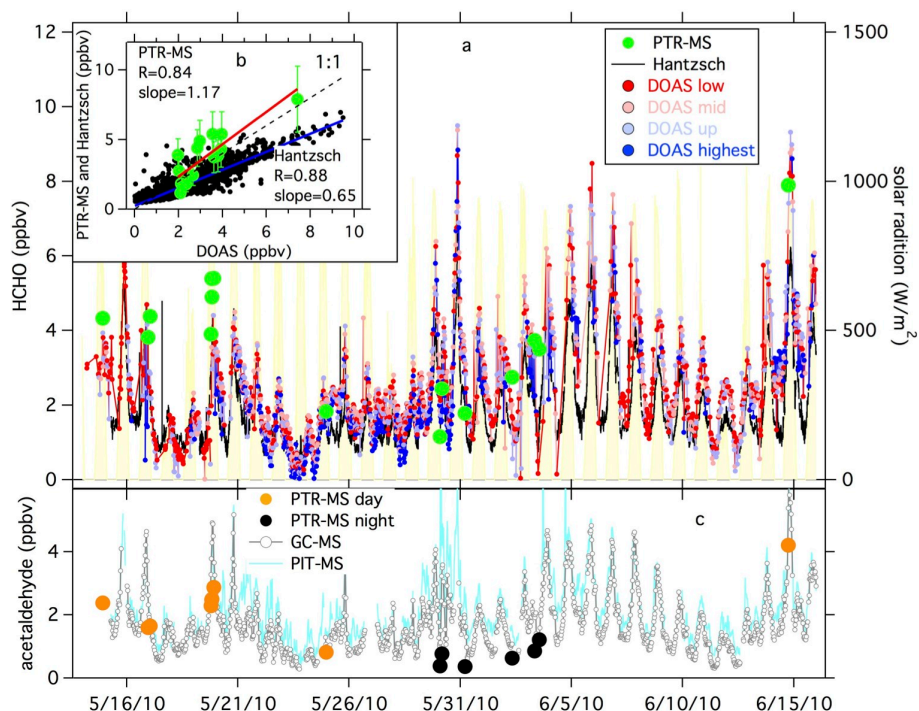 12
10
8
6
4
2
0
HCHO (ppbv)
1500
1000
500
0
solar radition (W/m²)
a
PTR-MS
Hantzsch
DOAS low
DOAS mid
DOAS up
DOAS highest
PTR-MS and Hantzsch (ppbv)
10
5
0
PTR-MS
R=0.84
slope=1.17
b
1:1
Hantzsch
R=0.88
slope=0.65
0 2 4 6 8 10
DOAS (ppbv)
acetaldehyde (ppbv)
4
2
0
PTR-MS day
PTR-MS night
GC-MS
PIT-MS
c
5/16/10 5/21/10 5/26/10 5/31/10 6/5/10 6/10/10 6/15/10